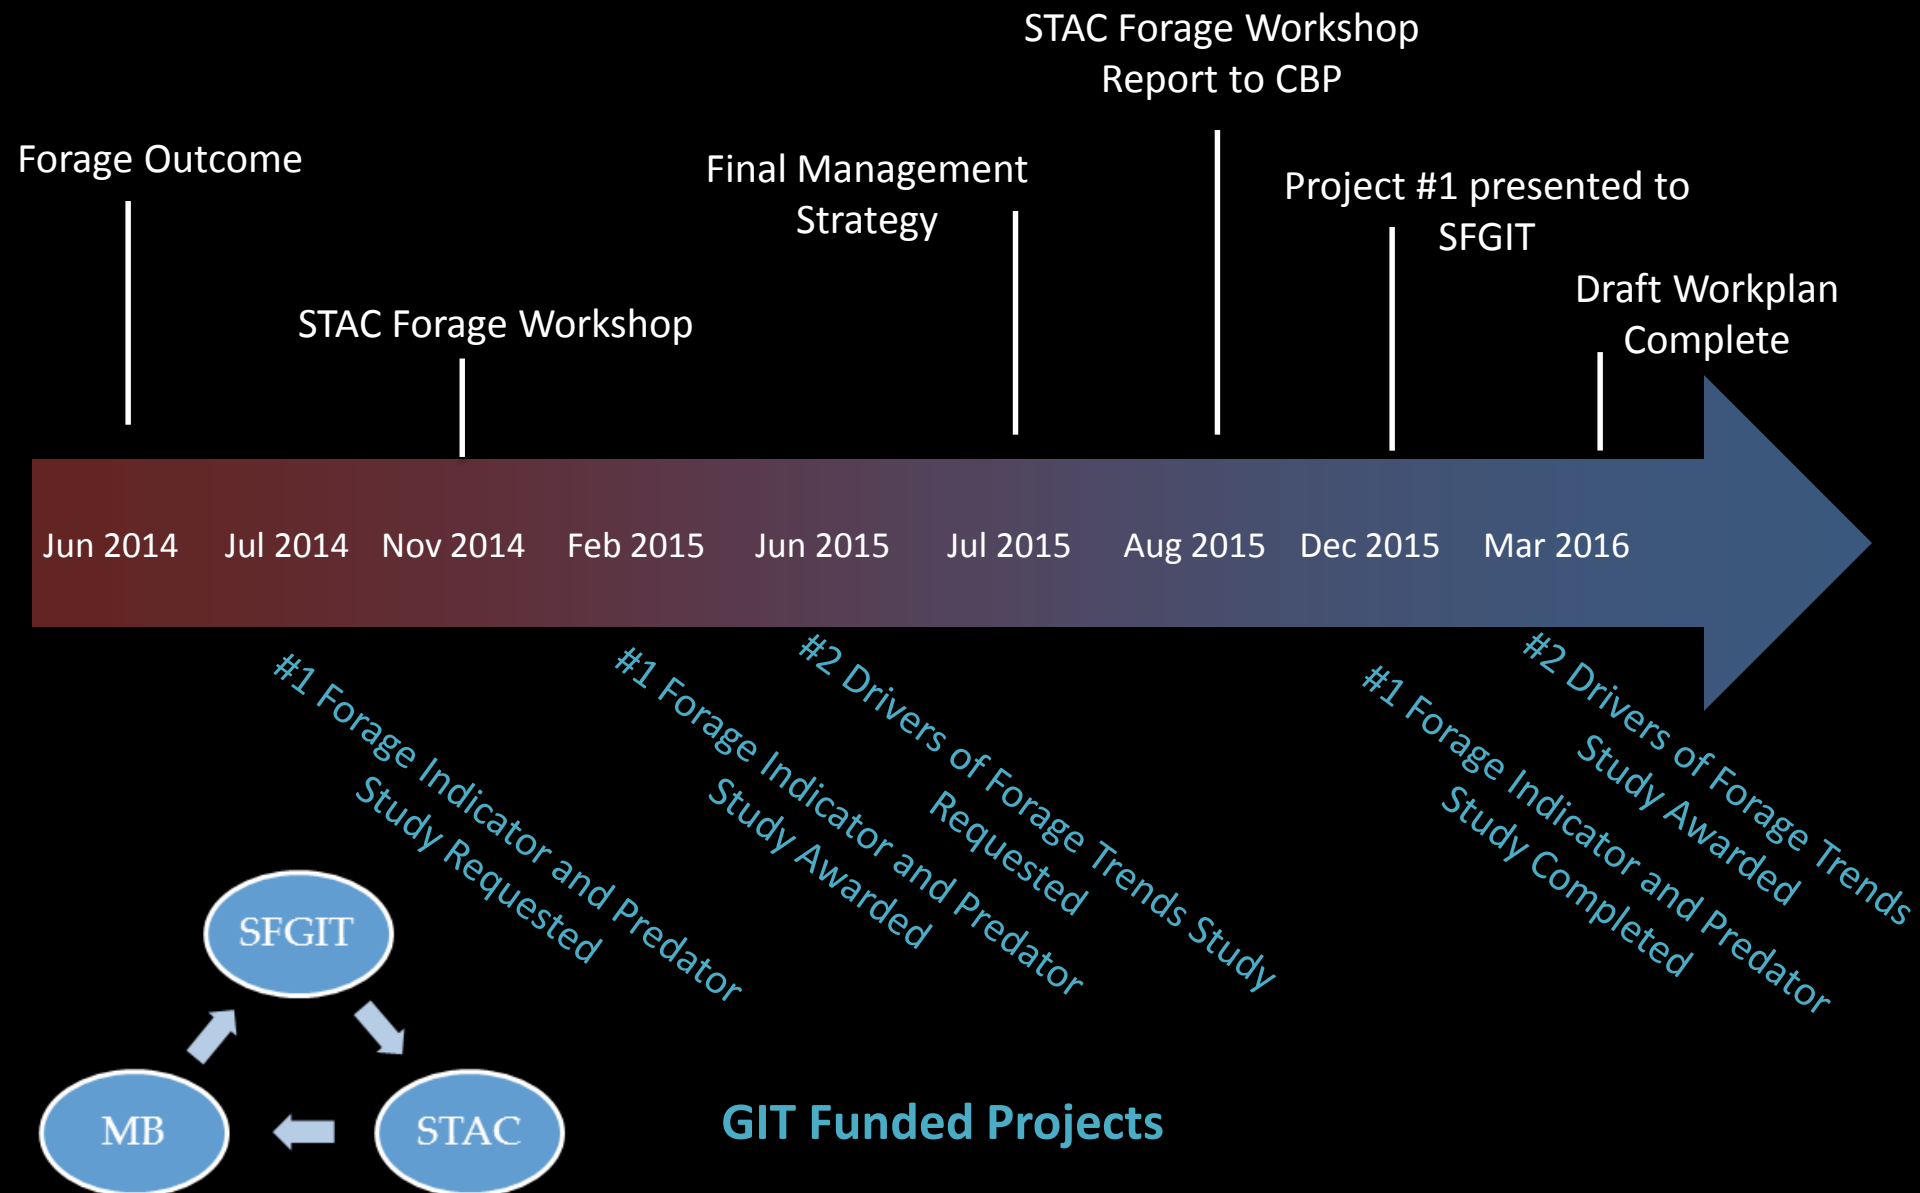 STAC Forage Workshop
Report to CBP
Forage Outcome
Final Management
Strategy
Project #1 presented to
SFGIT
STAC Forage Workshop
Draft Workplan
Complete
Jun 2014
Jul 2014
Nov 2014
Feb 2015
Jun 2015
Jul 2015
Aug 2015
Dec 2015
Mar 2016
#1 Forage Indicator and Predator
Study Requested
#1 Forage Indicator and Predator
Study Awarded
#2 Drivers of Forage Trends Study
Requested
#1 Forage Indicator and Predator
Study Completed
#2 Drivers of Forage Trends
Study Awarded
SFGIT
MB
STAC
GIT Funded Projects